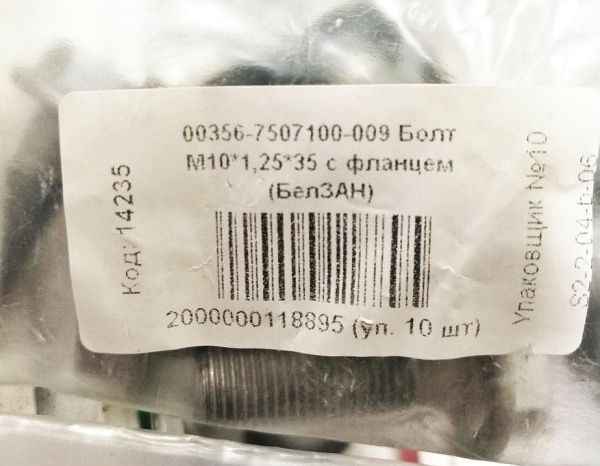 00356-7507100-009 Болт
М10*1,25*35 с фланцем
(БелЗАН)
2000000118895 (уп. 10 шт)
Код: 14235
Упаковщик №10
S2-2-04-р-06